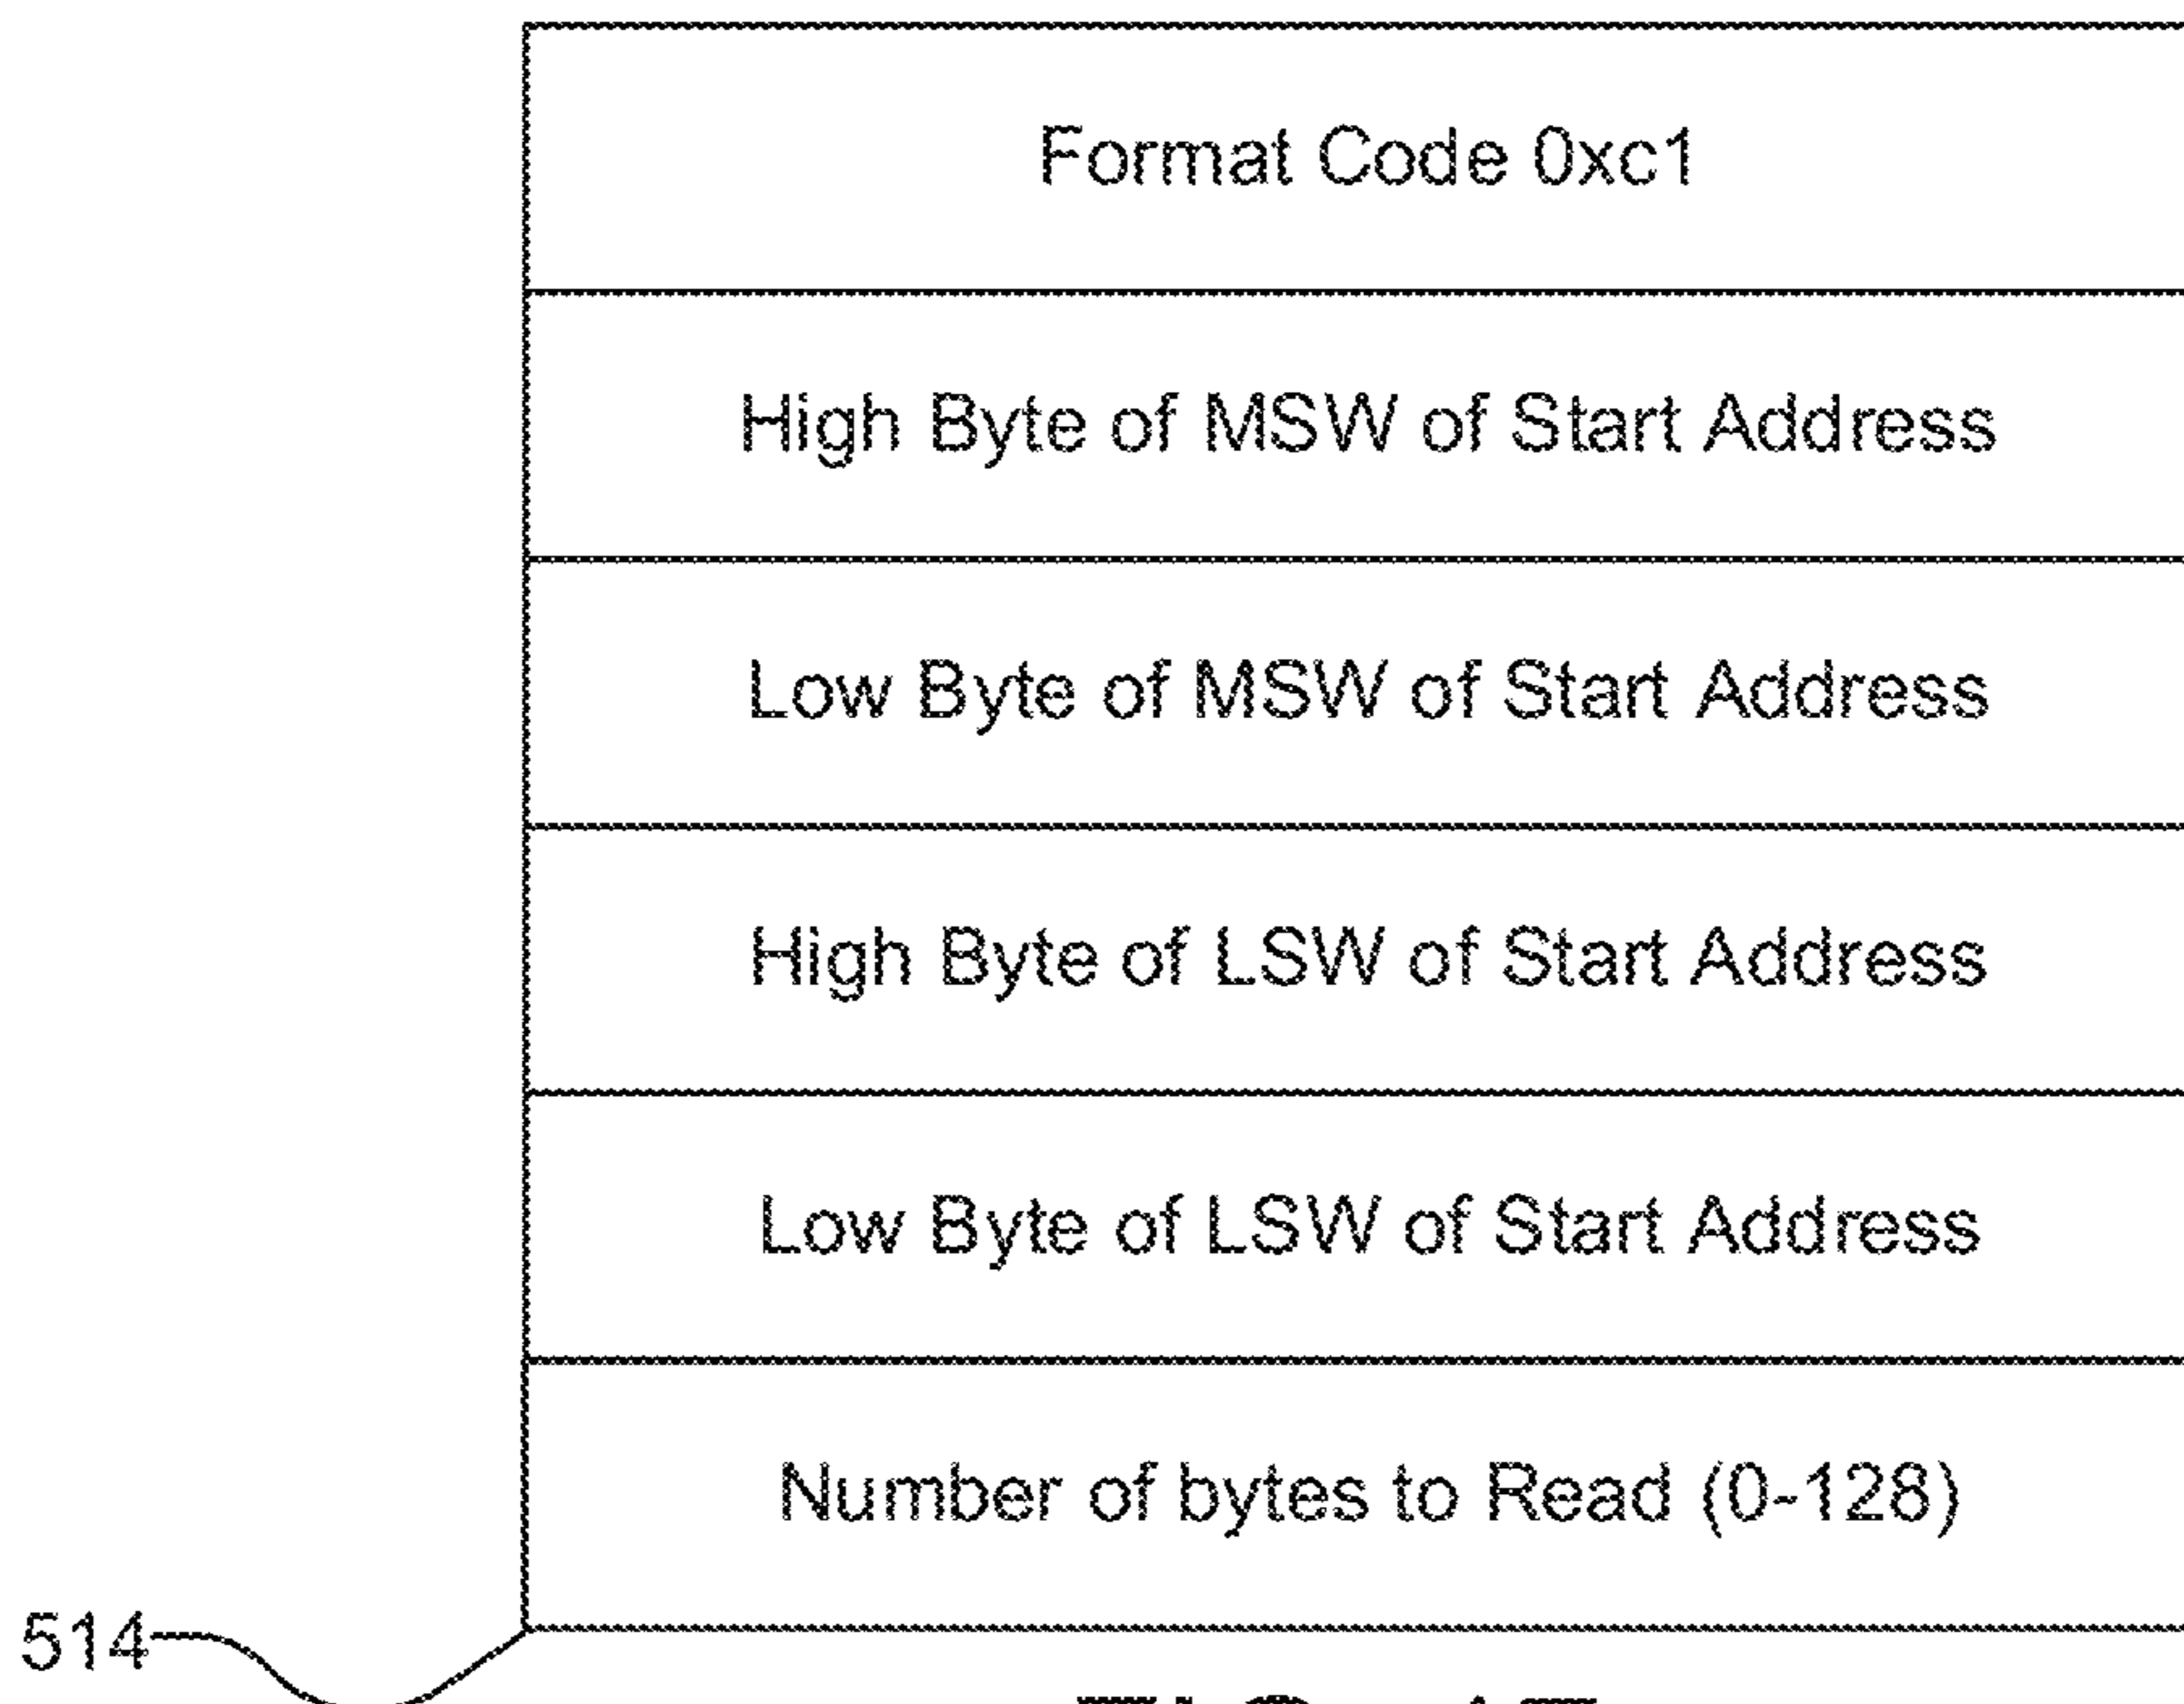 Format Code 0xc1
High Byte of MSW of Start Address
Low Byte of MSW of Start Address
High Byte of LSW of Start Address
Low Byte of LSW of Start Address
Number of bytes to Read (0-128)
514